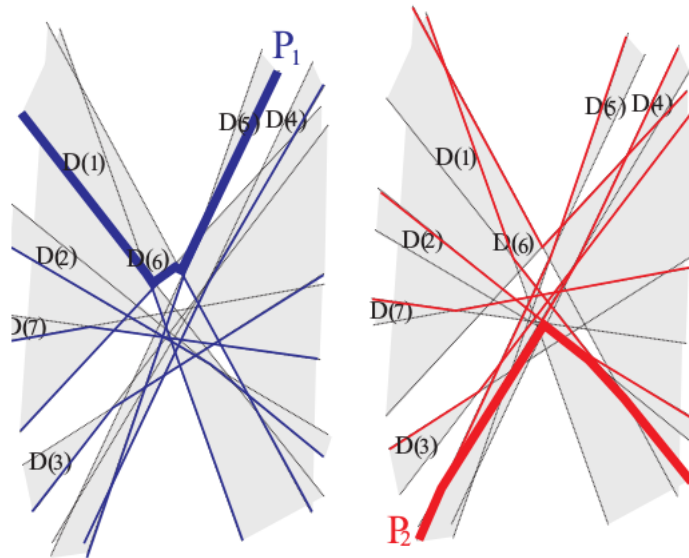 P1
D(5)
D(4)
D(1)
D(6)
D(2)
D(7)
D(3)
D(4)
D(5)
D(1)
D(6)
D(2)
D(7)
D(3)
P2